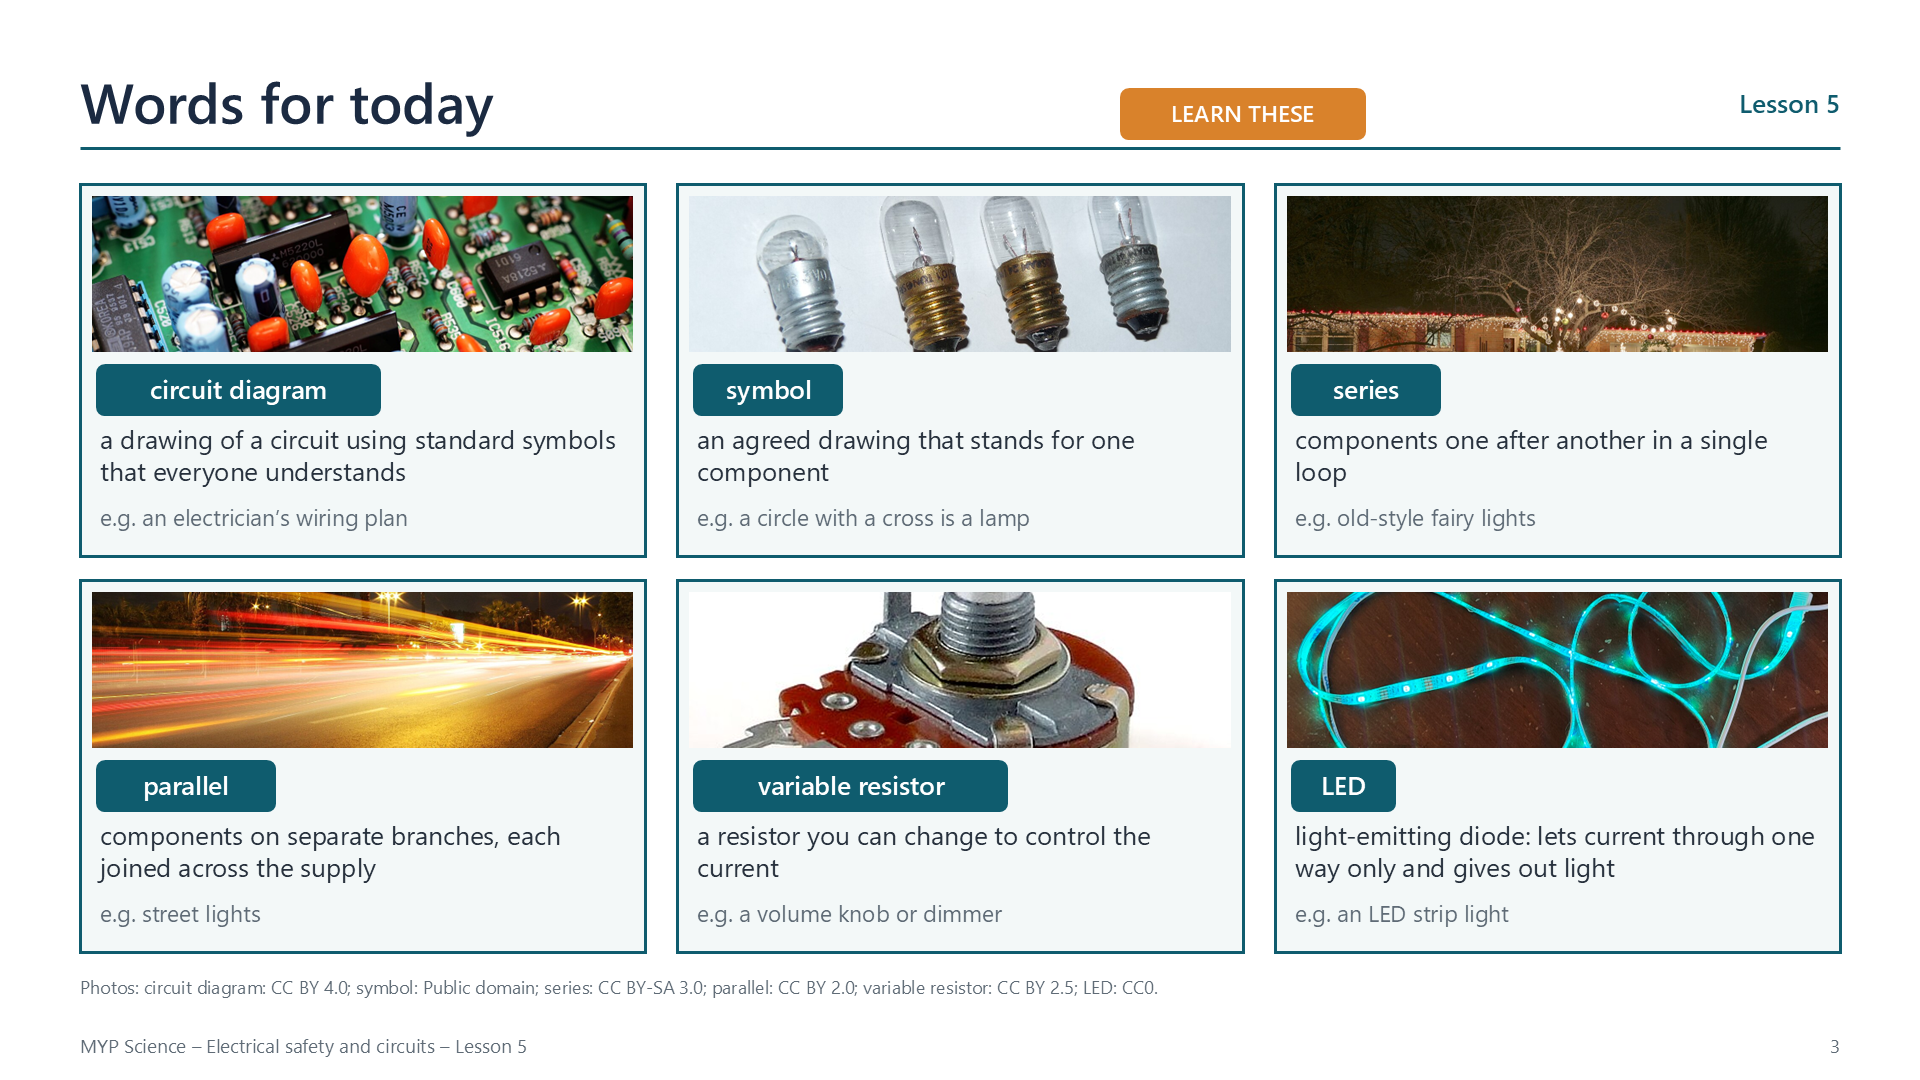 Words for today
LEARN THESE
Lesson 5
circuit diagram
a drawing of a circuit using standard symbols
that everyone understands
e.g. an electrician’s wiring plan
symbol
an agreed drawing that stands for one
component
e.g. a circle with a cross is a lamp
series
components one after another in a single
loop
e.g. old-style fairy lights
parallel
components on separate branches, each
joined across the supply
e.g. street lights
variable resistor
a resistor you can change to control the
current
e.g. a volume knob or dimmer
LED
light-emitting diode: lets current through one
way only and gives out light
e.g. an LED strip light
Photos: circuit diagram: CC BY 4.0; symbol: Public domain; series: CC BY-SA 3.0; parallel: CC BY 2.0; variable resistor: CC BY 2.5; LED: CC0.
MYP Science – Electrical safety and circuits – Lesson 5
3